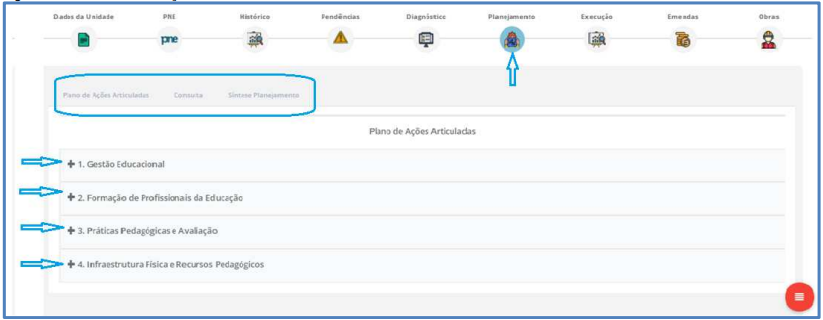 Dados da Unidade PNE Histórico Pendências Diagnóstico Planejamento Execução Emendas Obras
pne
Plano de Ações Articuladas Consulta Síntese Planejamento
Plano de Ações Articuladas
1. Gestão Educacional
2. Formação de Profissionais da Educação
3. Práticas Pedagógicas e Avaliação
4. Infraestrutura Física e Recursos Pedagógicos